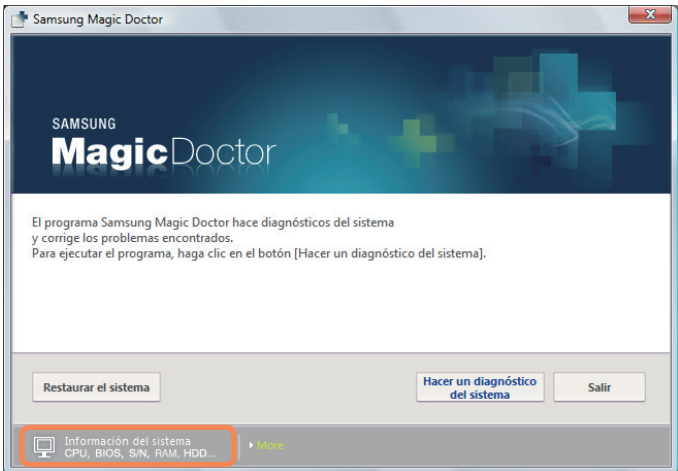 Samsung Magic Doctor
SAMSUNG
MagicDoctor
El programa Samsung Magic Doctor hace diagnósticos del sistema
y corrige los problemas encontrados.
Para ejecutar el programa, haga clic en el botón [Hacer un diagnóstico del sistema].
Restaurar el sistema
Hacer un diagnóstico
del sistema
Salir
Información del sistema
CPU, BIOS, S/N, RAM. HDD...
More